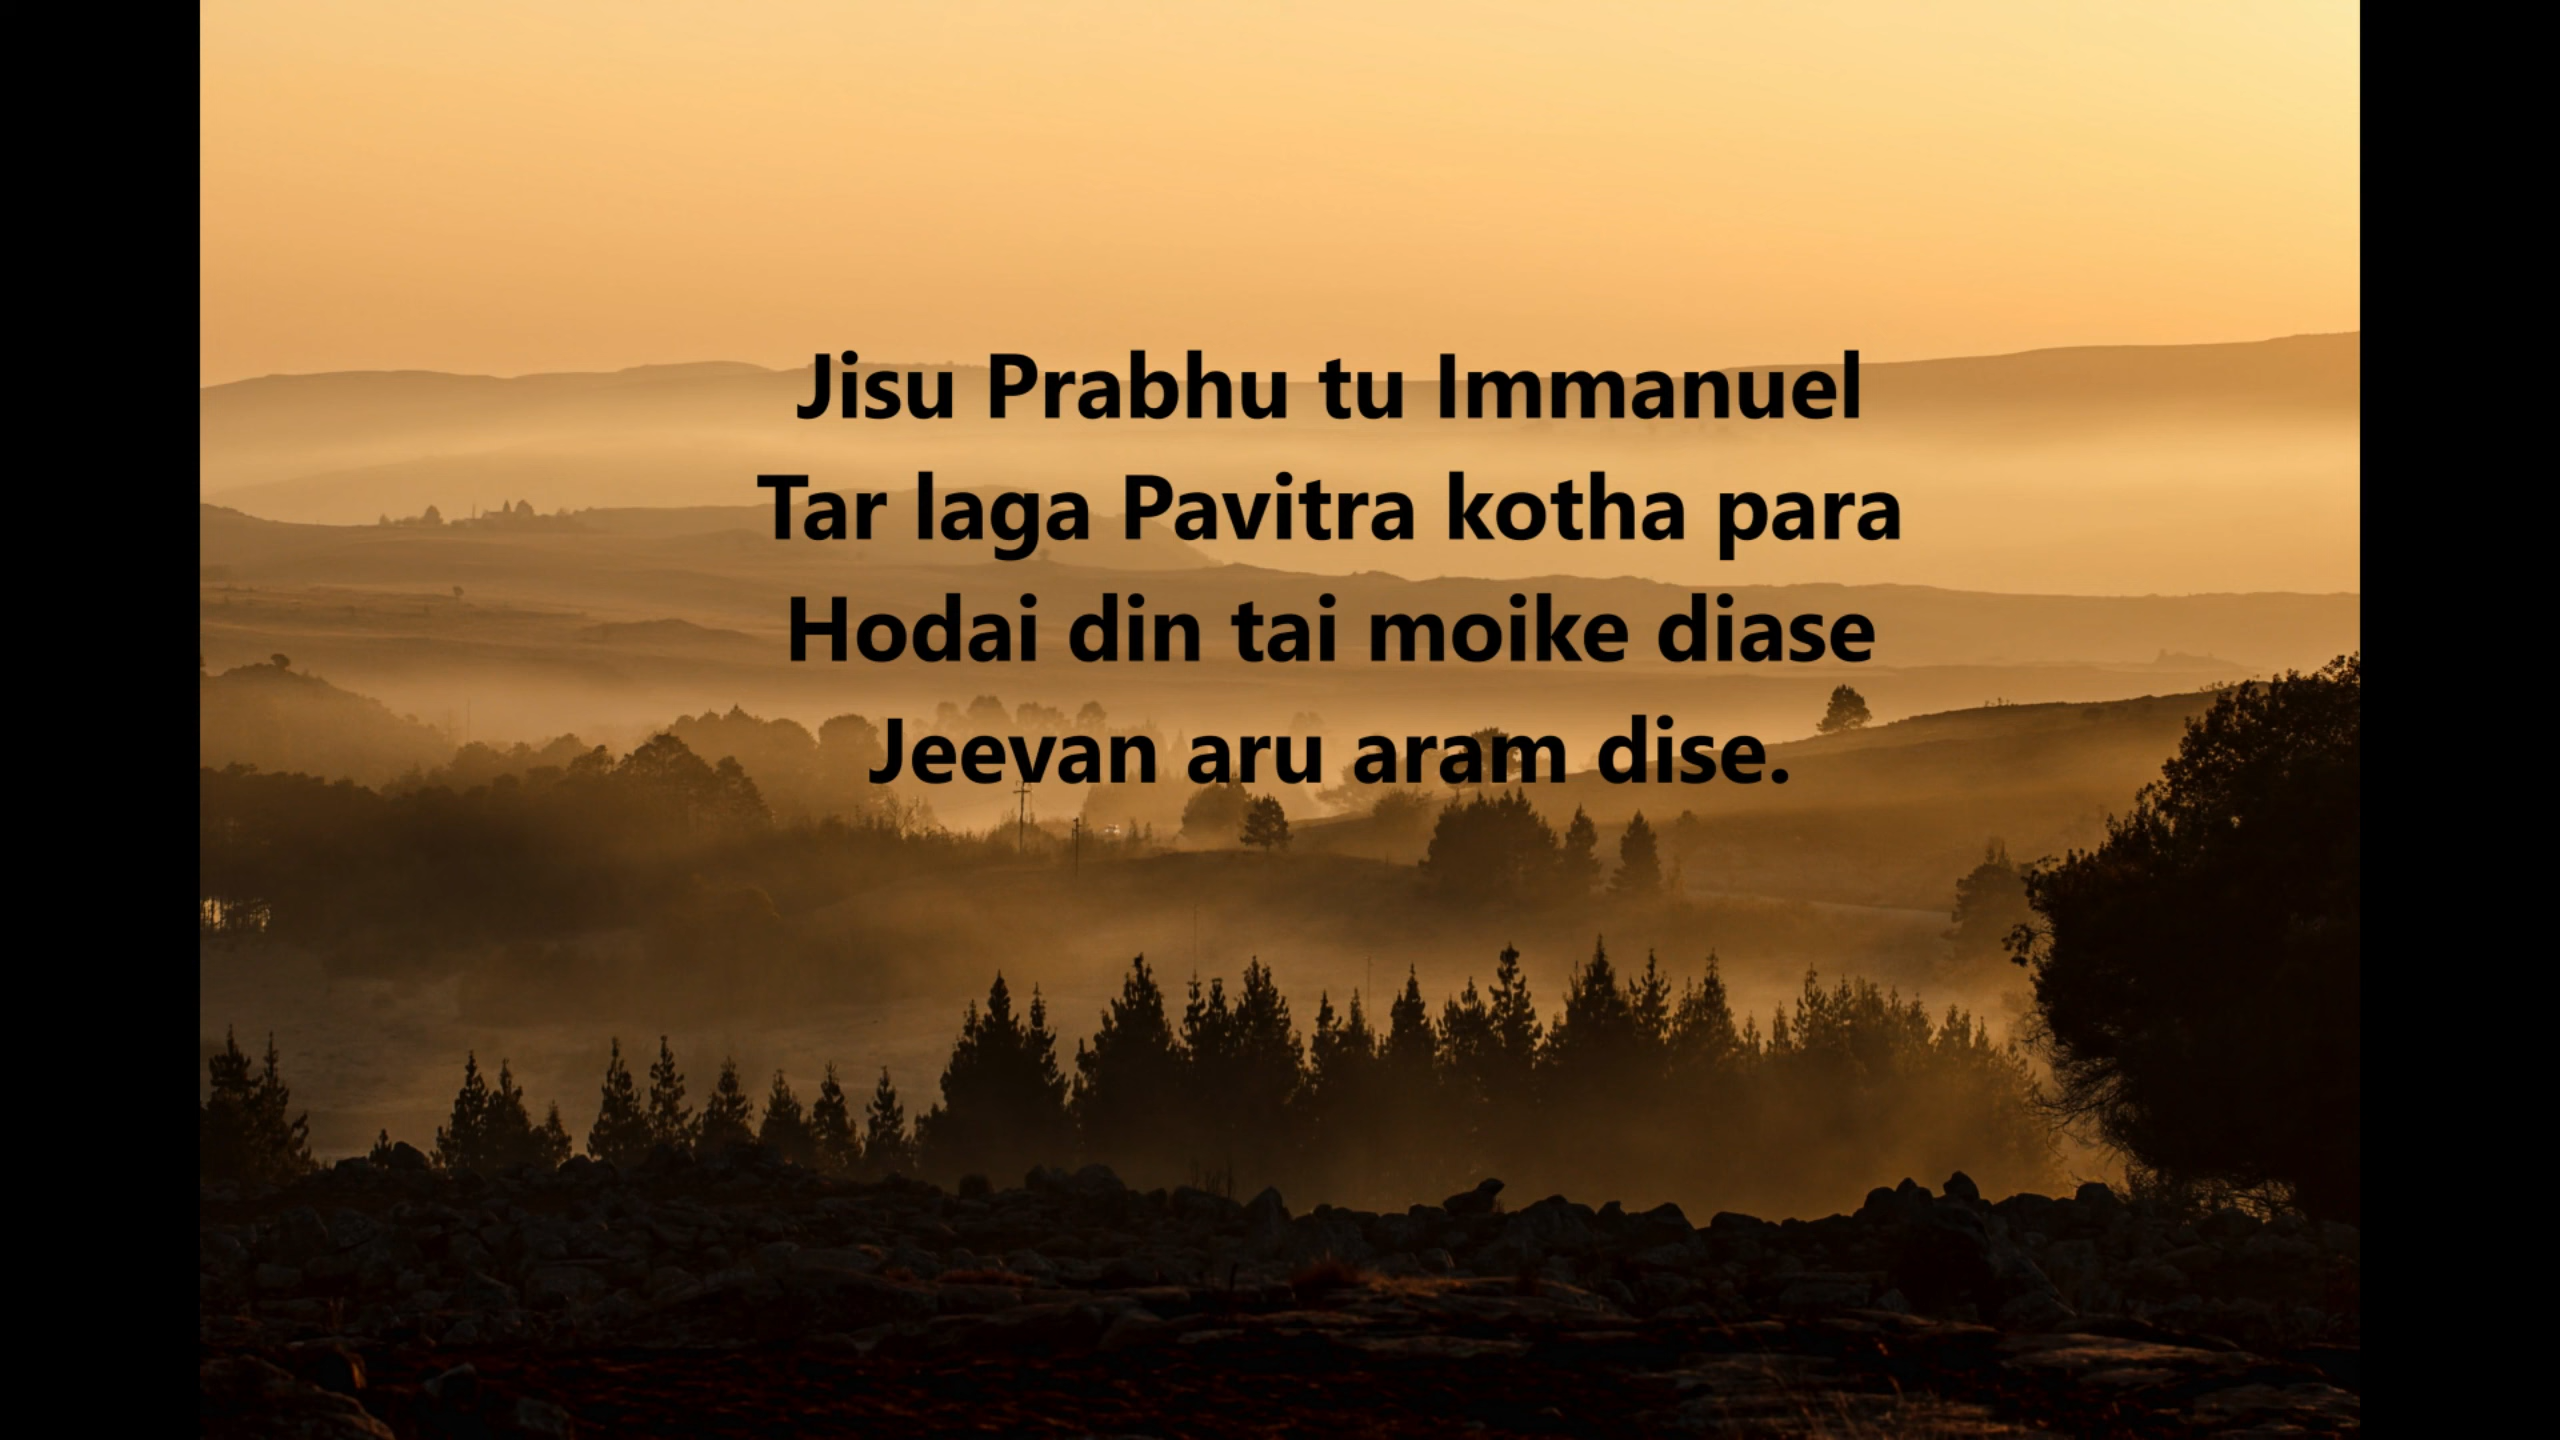 Jisu Prabhu tu Immanuel
Tar laga Pavitra kotha para
Hodai din tai moike diase
Jeevan aru aram dise.